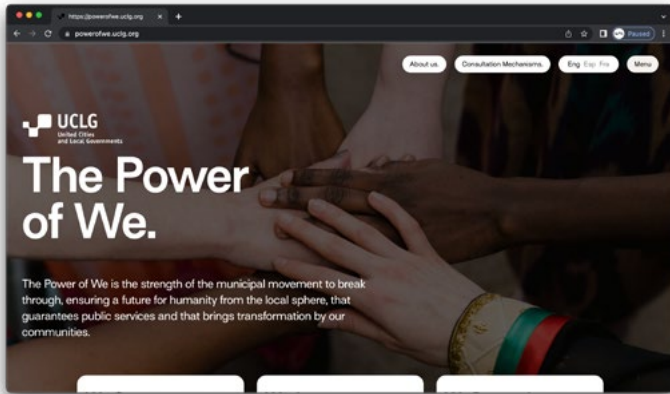 https://powerofwe.uclg.org
powerofwe.uclg.org
Paused
About us.
Consultation Mechanisms.
Eng Esp Fra
Menu
UCLG
United Cities
and Local Governments
The Power
of We.
The Power of We is the strength of the municipal movement to break
through, ensuring a future for humanity from the local sphere, that
guarantees public services and that brings transformation by our
communities.